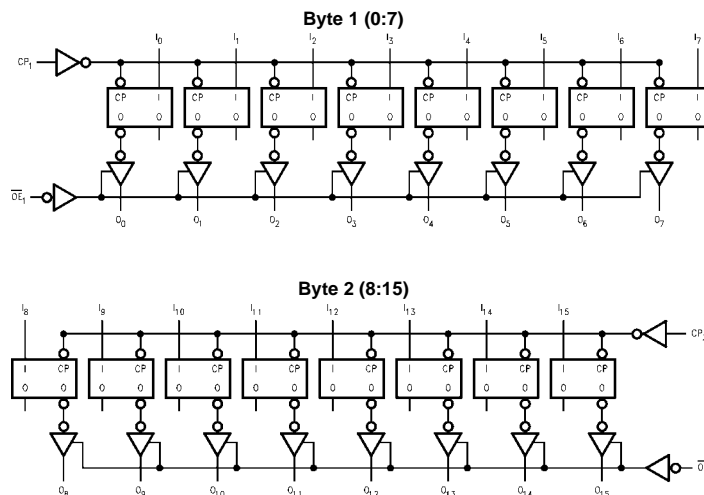 Byte 1 (0:7)
I0 I1 I2 I3 I4 I5 I6 I7
CP1
CP I CP I CP I CP I CP I CP I CP I CP I
O O O O O O O O O O O O O O O O
OE1
O0 O1 O2 O3 O4 O5 O6 O7
Byte 2 (8:15)
I8 I9 I10 I11 I12 I13 I14 I15
CP
I CP I CP I CP I CP I CP I CP I CP I CP
O O O O O O O O O O O O O O O O
O
O8 O9 O10 O11 O12 O13 O14 O15